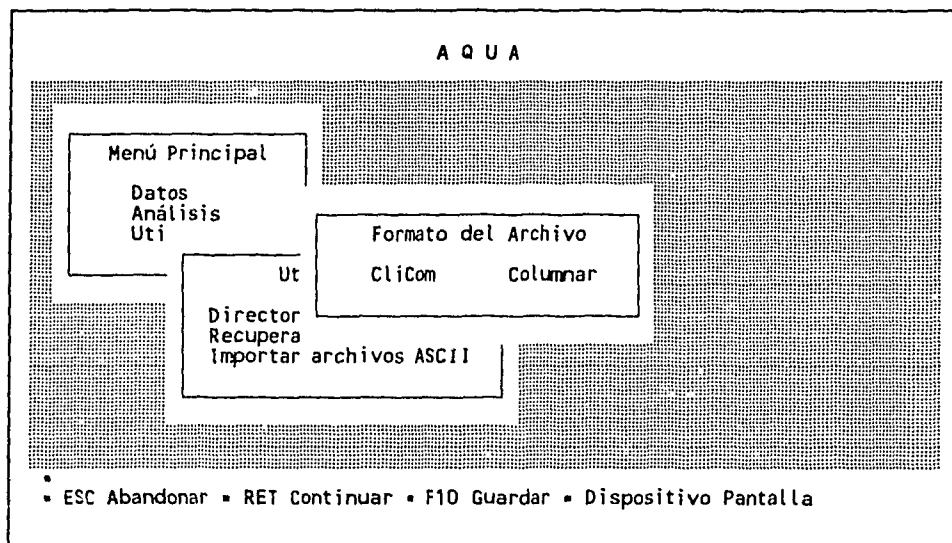 A Q U A
Menú Principal
Datos
Análisis
Uti
Formato del Archivo
CliCom Columnar
Ut
Director
Recupera
Importar archivos ASCII
▪ ESC Abandonar ▪ RET Continuar ▪ F10 Guardar ▪ Dispositivo Pantalla